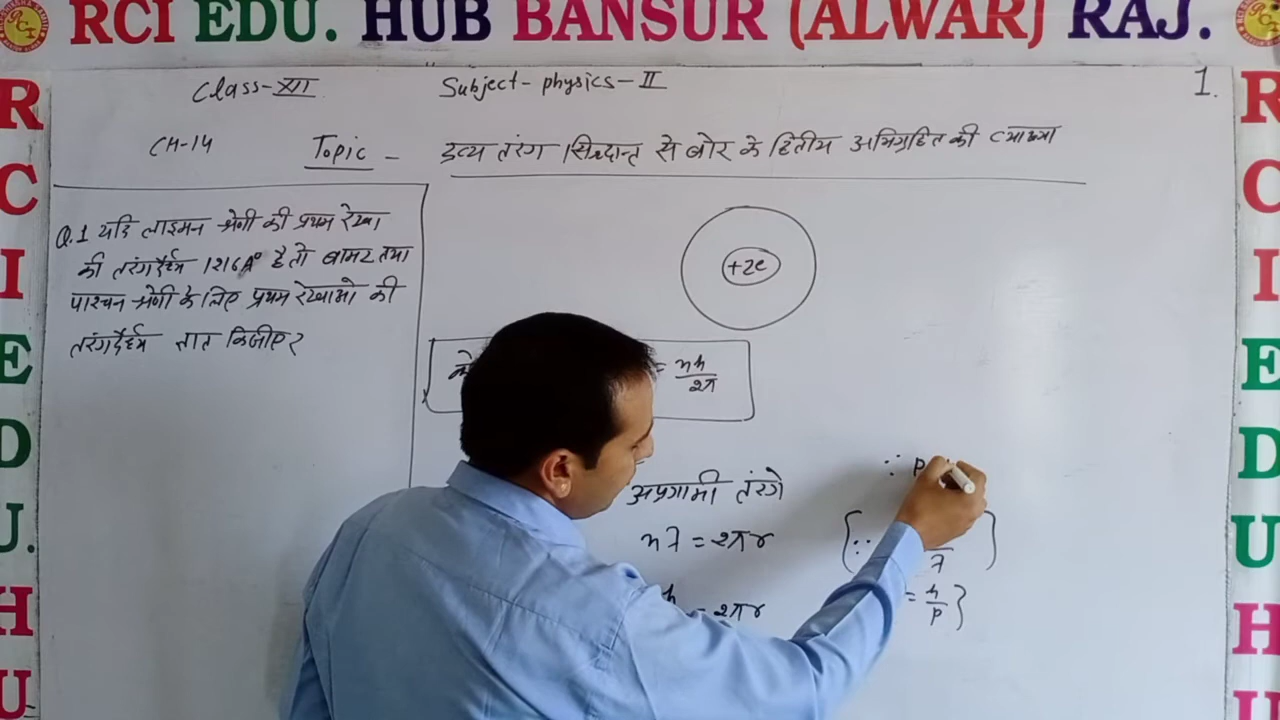 RCI EDU. HUB BANSUR (ALWAR) RAJ.
Class-XII Subject- physics-II 1.
CH-14 Topic - द्रव्य तरंग सिद्धान्त से बोर के द्वितीय अभिग्रहित की व्याख्या
Q.1 यदि लाइमन श्रेणी की प्रथम रेखा
की तरंगदैर्ध्य 1216A° है तो बामर तथा
पाश्चन श्रेणी के लिए प्रथम रेखाओ की
तरंगदैर्ध्य ज्ञात किजीए
+Ze
= nh/2π
अप्रगामी तरंगे
nλ = 2πr
= 2πr
∵ p
∵ λ
= h/p }
R
C
I
E
D
U.
H
U
R
C
I
E
D
U
H